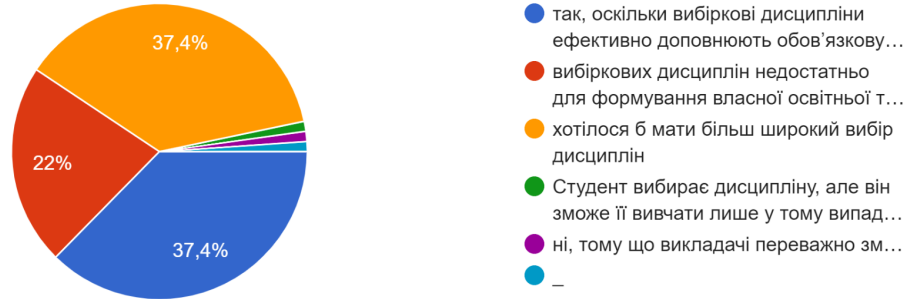 37,4%
22%
37,4%
так, оскільки вибіркові дисципліни
ефективно доповнюють обов’язкову…
вибіркових дисциплін недостатньо
для формування власної освітньої т…
хотілося б мати більш широкий вибір
дисциплін
Студент вибирає дисципліну, але він
зможе її вивчати лише у тому випад…
ні, тому що викладачі переважно зм…
_